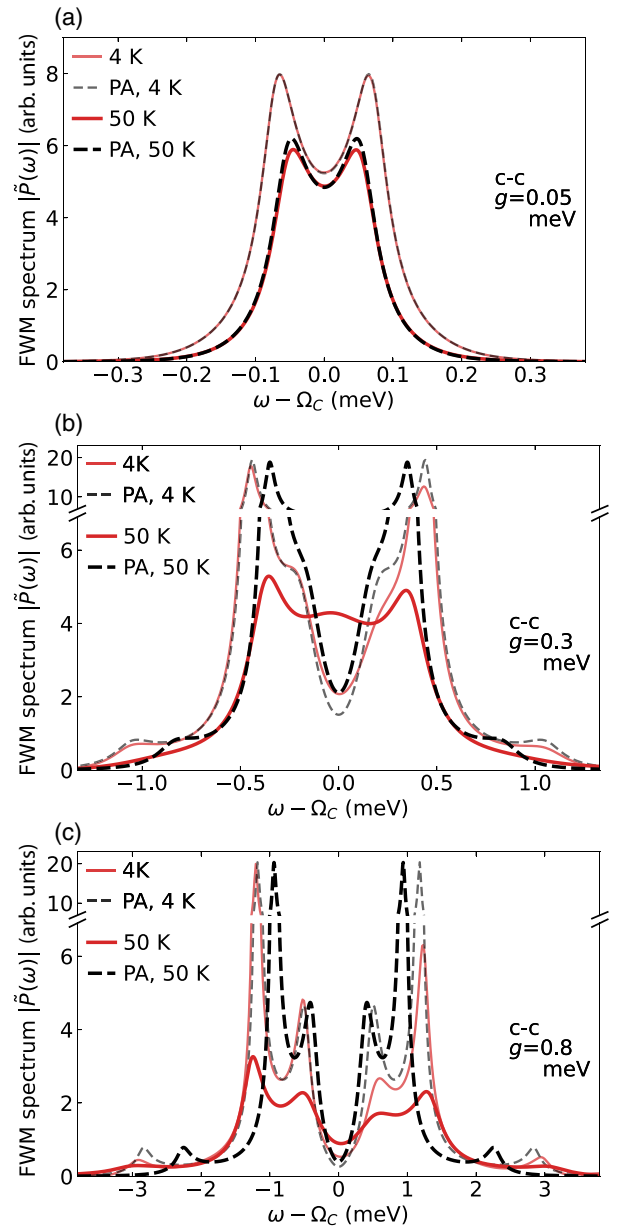 (a)
FWM spectrum |P̃(ω)| (arb. units)
8
6
4
2
0
4 K
PA, 4 K
50 K
PA, 50 K
c-c
g=0.05
meV
−0.3 −0.2 −0.1 0.0 0.1 0.2 0.3
ω − Ω_C (meV)
(b)
FWM spectrum |P̃(ω)| (arb. units)
20
10
6
4
2
0
4K
PA, 4 K
50 K
PA, 50 K
c-c
g=0.3
meV
−1.0 −0.5 0.0 0.5 1.0
ω − Ω_C (meV)
(c)
FWM spectrum |P̃(ω)| (arb. units)
20
10
6
4
2
0
4K
PA, 4 K
50 K
PA, 50 K
c-c
g=0.8
meV
−3 −2 −1 0 1 2 3
ω − Ω_C (meV)